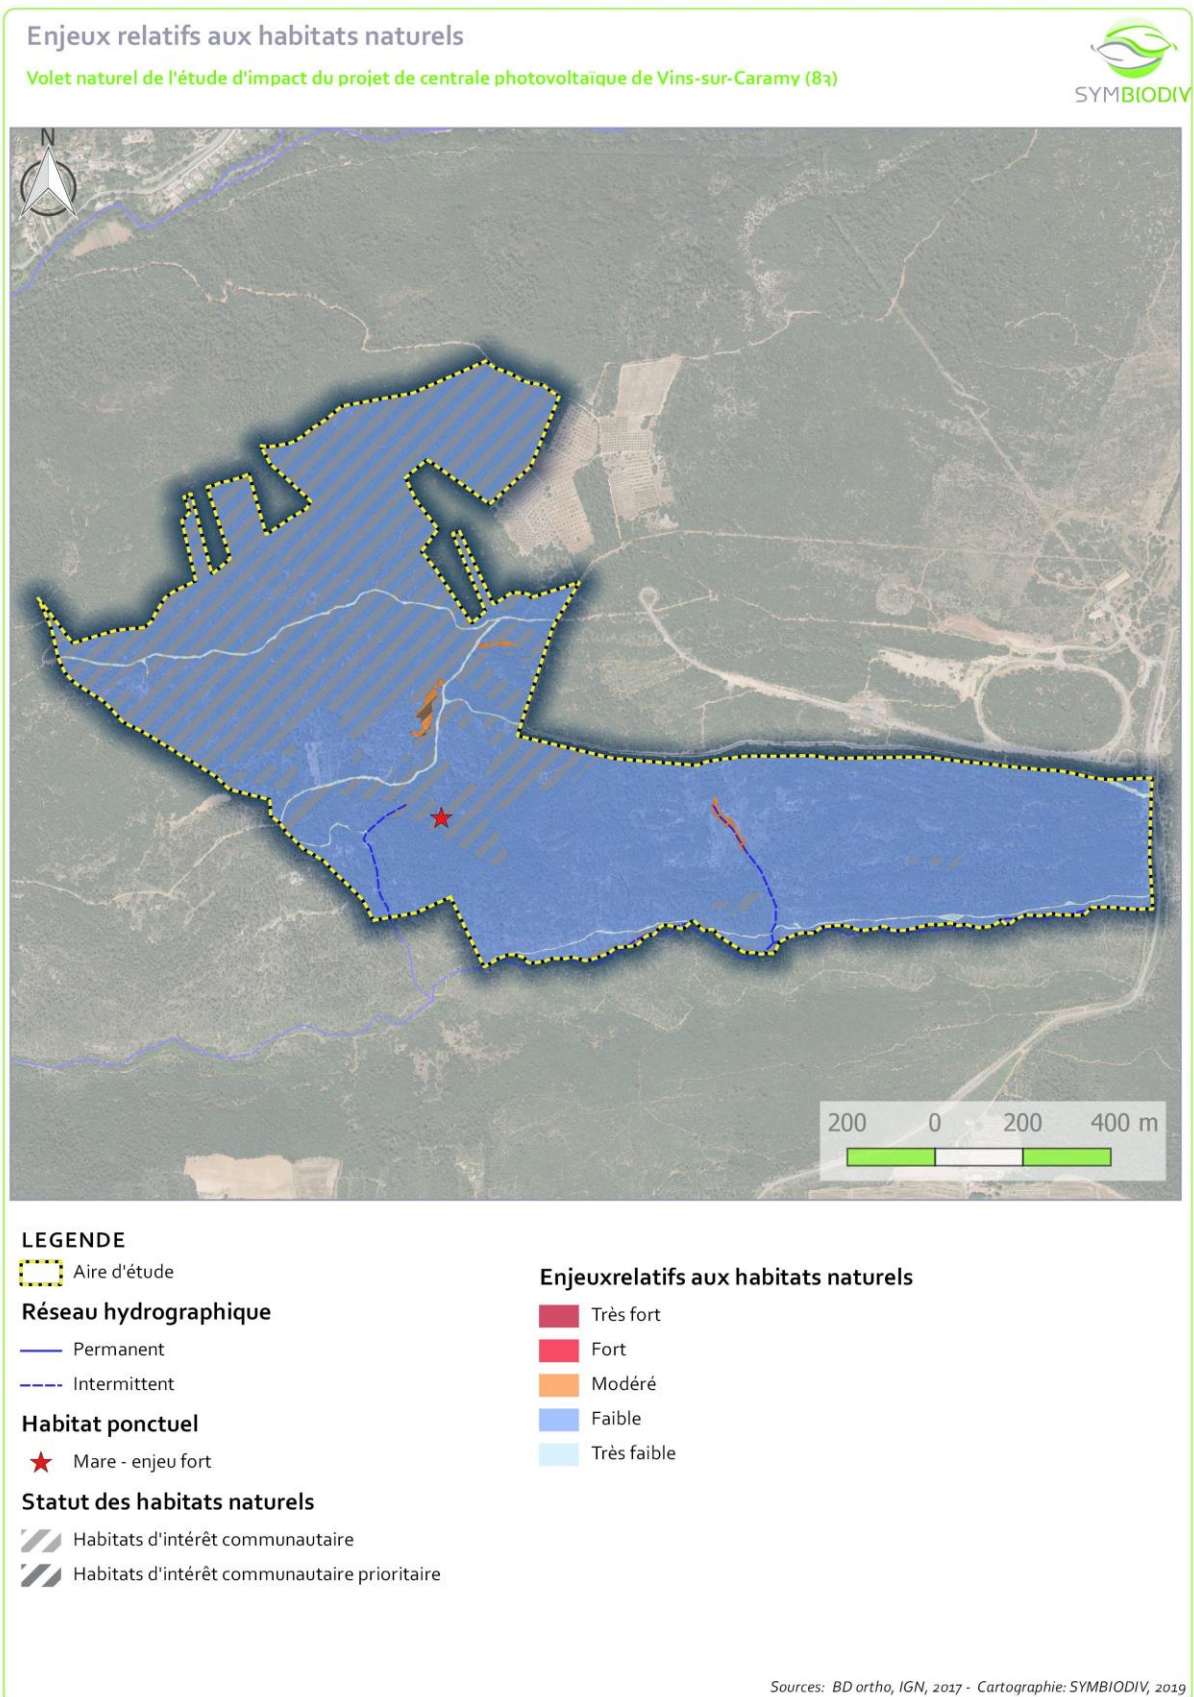 Enjeux relatifs aux habitats naturels
Volet naturel de l'étude d'impact du projet de centrale photovoltaïque de Vins-sur-Caramy (83)
SYMBIODIV
N
200 0 200 400 m
LEGENDE
Aire d'étude
Réseau hydrographique
Permanent
Intermittent
Habitat ponctuel
Mare - enjeu fort
Statut des habitats naturels
Habitats d'intérêt communautaire
Habitats d'intérêt communautaire prioritaire
Enjeuxrelatifs aux habitats naturels
Très fort
Fort
Modéré
Faible
Très faible
Sources: BD ortho, IGN, 2017 - Cartographie: SYMBIODIV, 2019